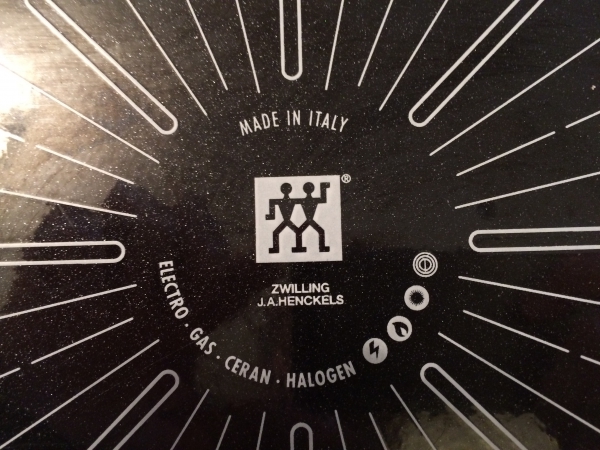 MADE IN ITALY
®
ZWILLING
J.A.HENCKELS
ELECTRO · GAS · CERAN · HALOGEN